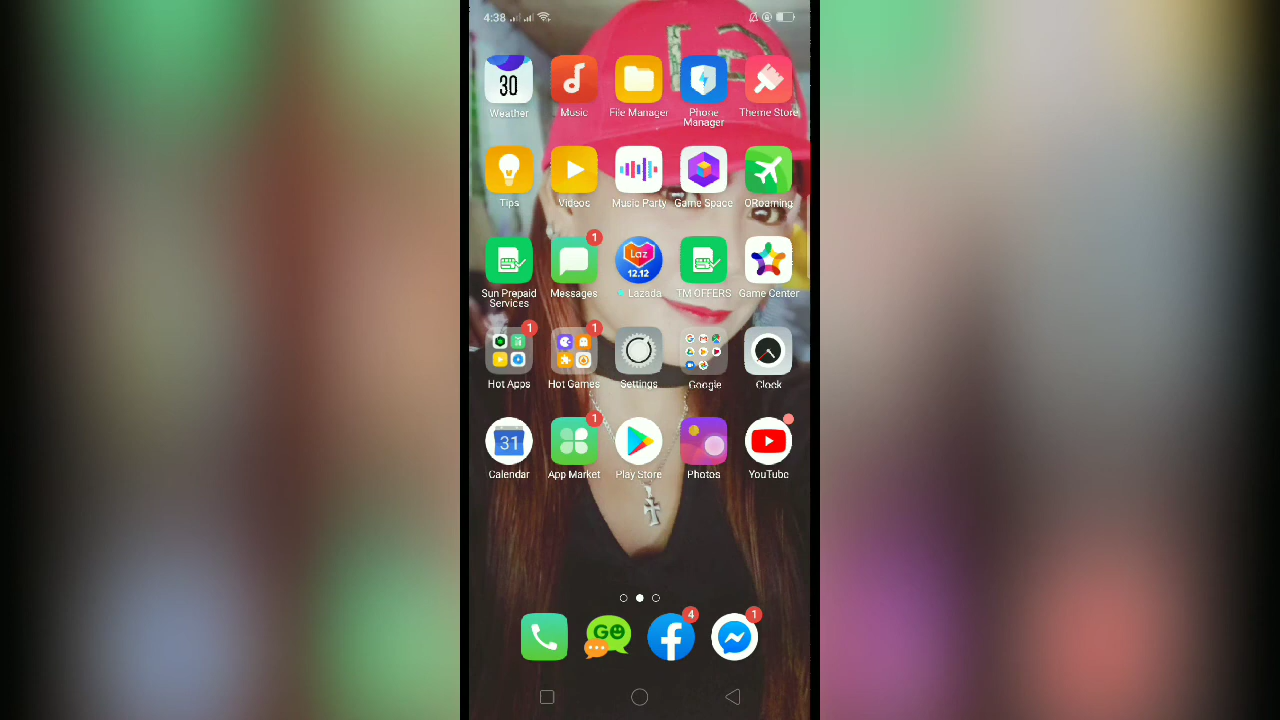 4:38
30
Weather
Music
File Manager
Phone
Manager
Theme Store
Tips
Videos
Music Party
Game Space
ORoaming
1
Laz
12.12
Sun Prepaid
Services
Messages
Lazada
TM OFFERS
Game Center
1
1
Hot Apps
Hot Games
Settings
Google
Clock
31
1
Calendar
App Market
Play Store
Photos
YouTube
GO
4
1